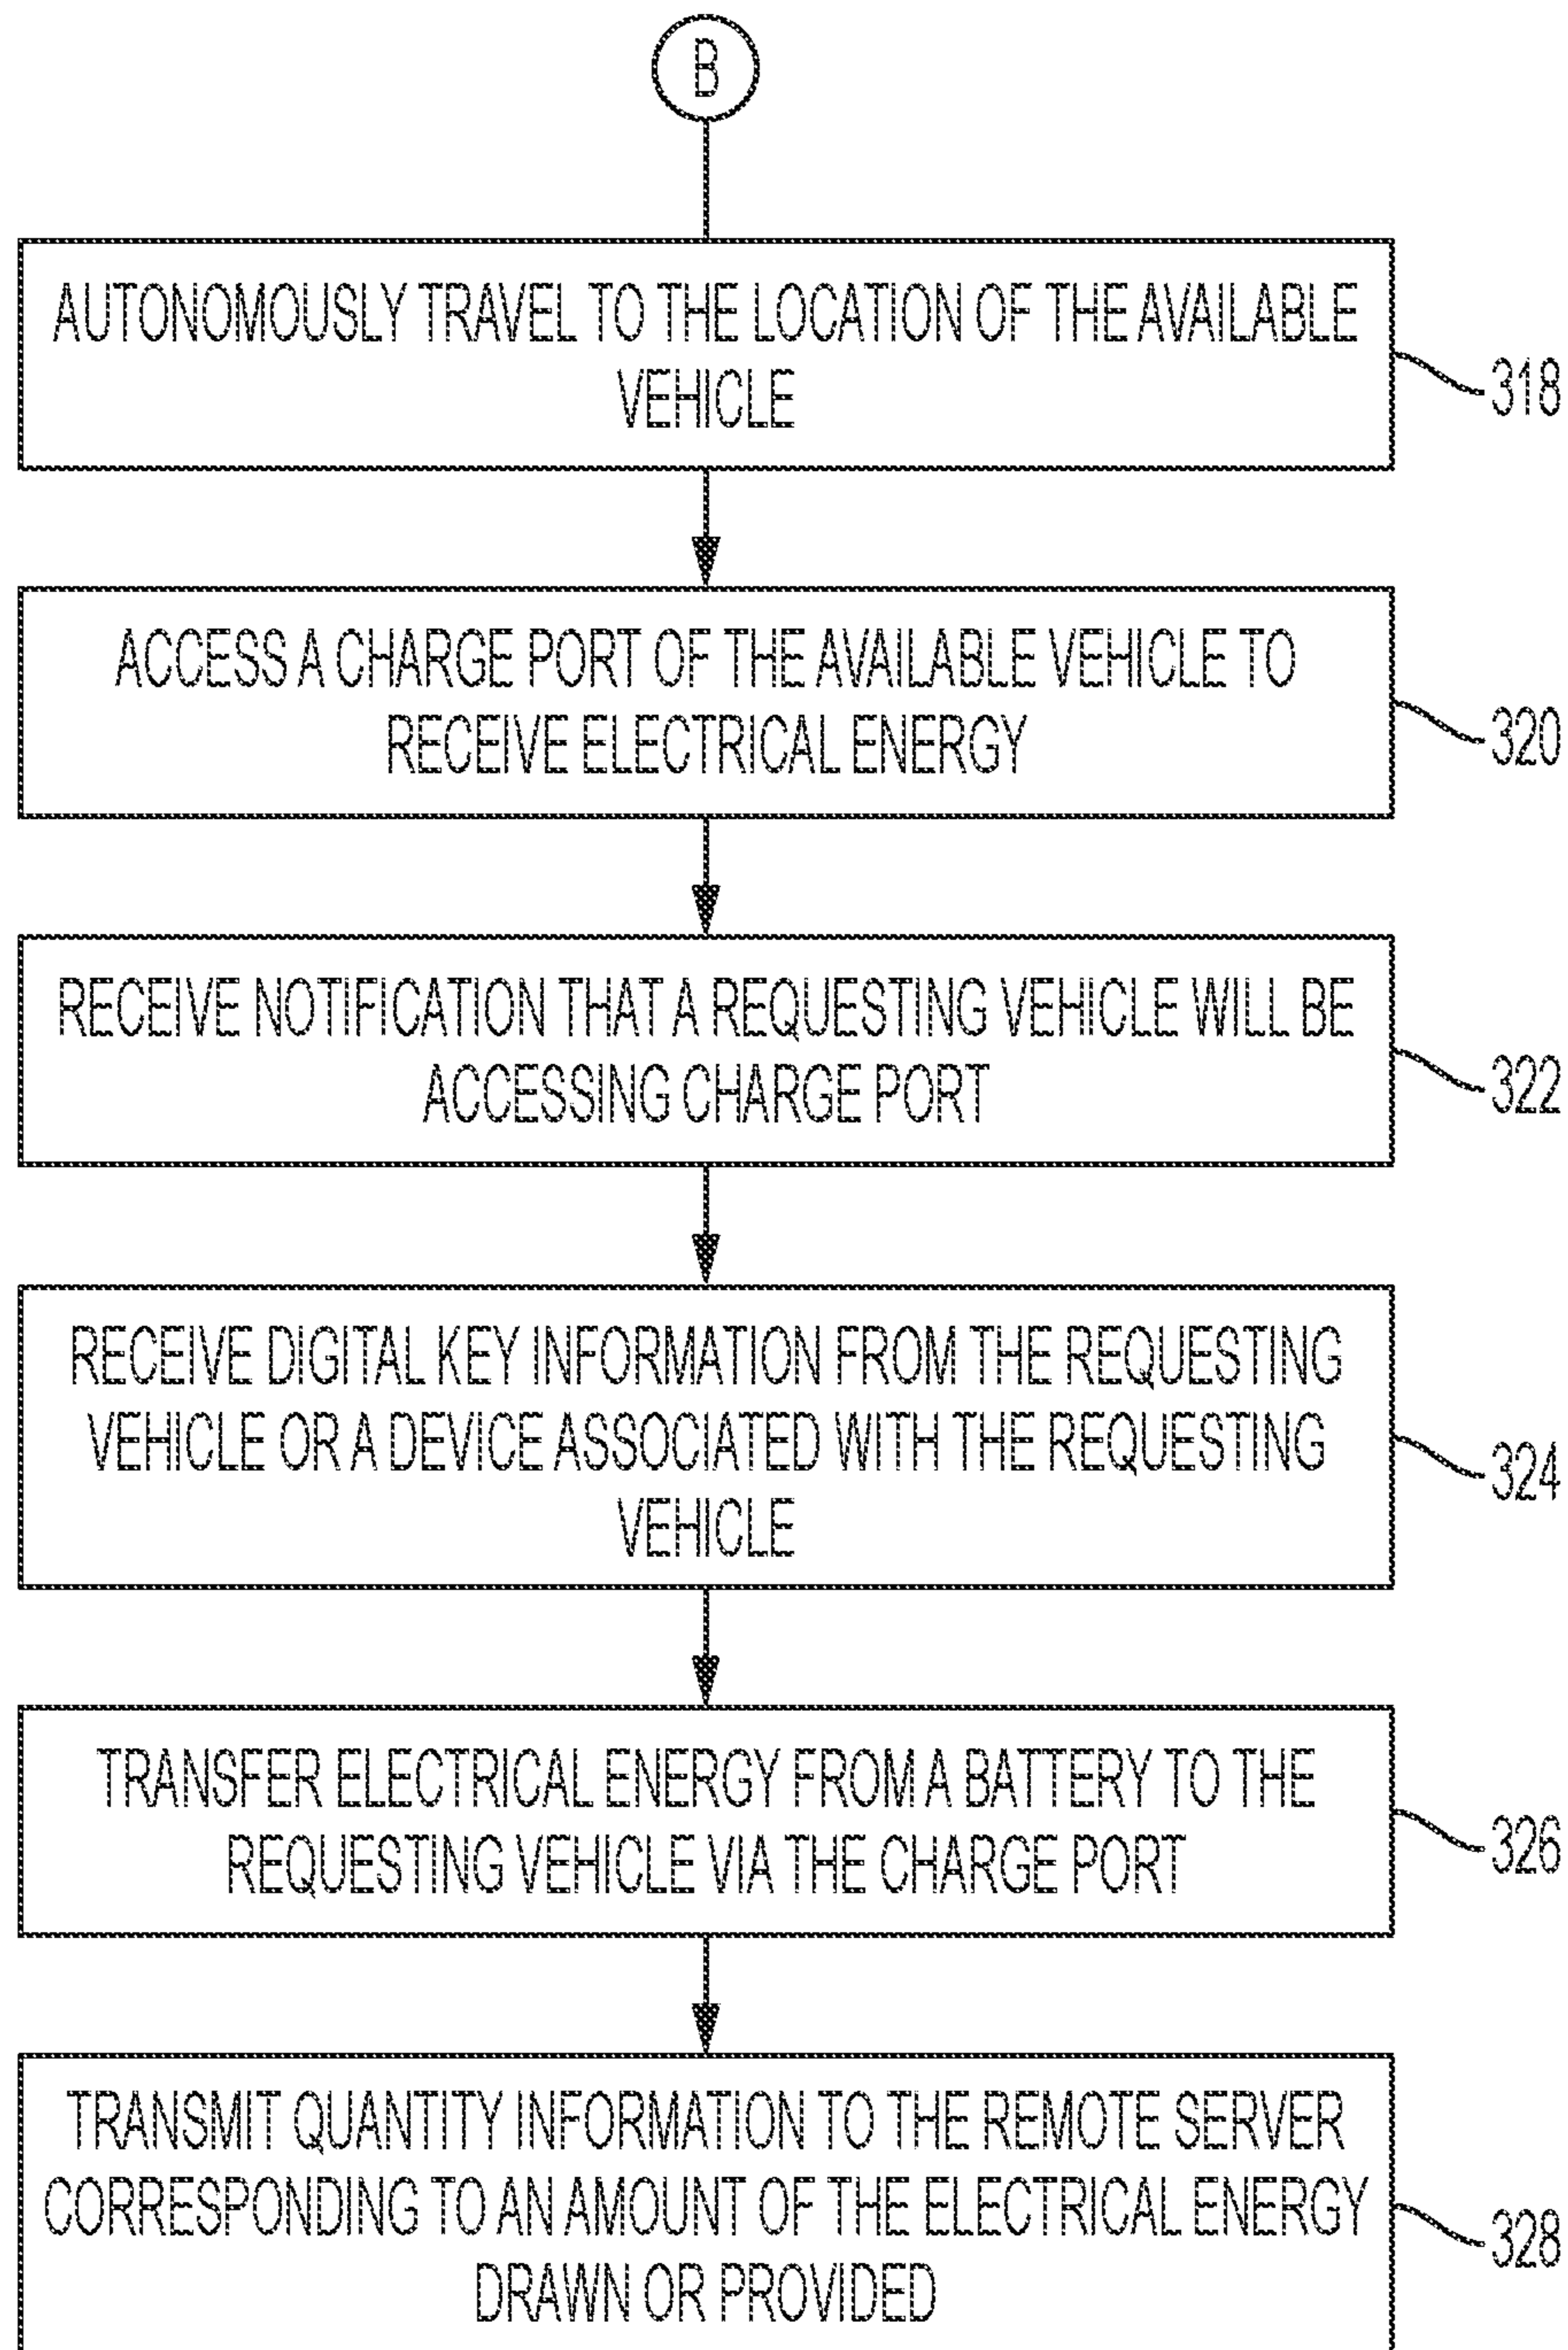 B
AUTONOMOUSLY TRAVEL TO THE LOCATION OF THE AVAILABLE
VEHICLE
318
ACCESS A CHARGE PORT OF THE AVAILABLE VEHICLE TO
RECEIVE ELECTRICAL ENERGY
320
RECEIVE NOTIFICATION THAT A REQUESTING VEHICLE WILL BE
ACCESSING CHARGE PORT
322
RECEIVE DIGITAL KEY INFORMATION FROM THE REQUESTING
VEHICLE OR A DEVICE ASSOCIATED WITH THE REQUESTING
VEHICLE
324
TRANSFER ELECTRICAL ENERGY FROM A BATTERY TO THE
REQUESTING VEHICLE VIA THE CHARGE PORT
326
TRANSMIT QUANTITY INFORMATION TO THE REMOTE SERVER
CORRESPONDING TO AN AMOUNT OF THE ELECTRICAL ENERGY
DRAWN OR PROVIDED
328